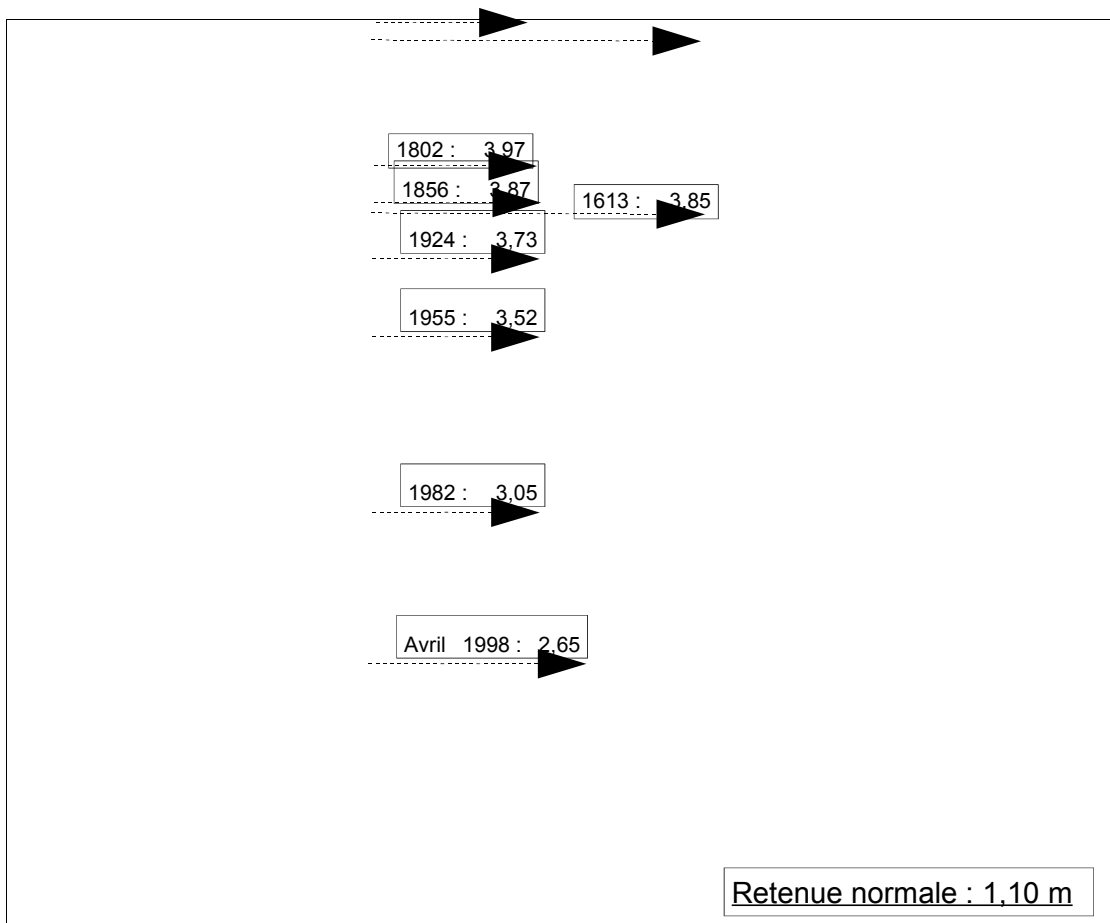 1802 : 3,97
1856 : 3,87
1613 : 3,85
1924 : 3,73
1955 : 3,52
1982 : 3,05
Avril 1998 : 2,65
Retenue normale : 1,10 m